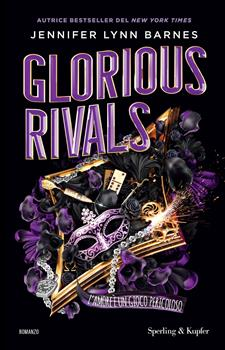 AUTRICE BESTSELLER DEL NEW YORK TIMES
JENNIFER LYNN BARNES
GLORIOUS
RIVALS
L'AMORE È UN GIOCO PERICOLOSO
ROMANZO
Sperling & Kupfer